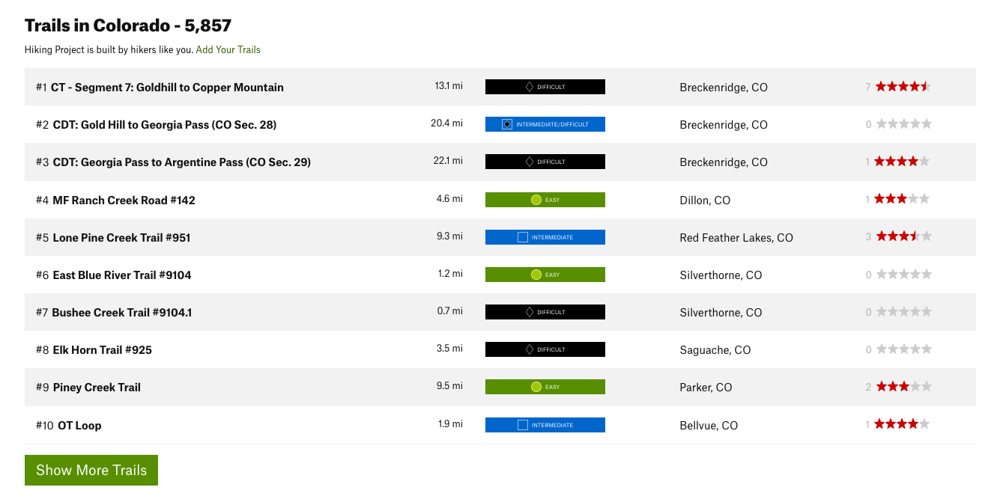 Trails in Colorado - 5,857
Hiking Project is built by hikers like you. Add Your Trails
#1 CT - Segment 7: Goldhill to Copper Mountain 13.1 mi DIFFICULT Breckenridge, CO 7
#2 CDT: Gold Hill to Georgia Pass (CO Sec. 28) 20.4 mi INTERMEDIATE/DIFFICULT Breckenridge, CO 0
#3 CDT: Georgia Pass to Argentine Pass (CO Sec. 29) 22.1 mi DIFFICULT Breckenridge, CO 1
#4 MF Ranch Creek Road #142 4.6 mi EASY Dillon, CO 1
#5 Lone Pine Creek Trail #951 9.3 mi INTERMEDIATE Red Feather Lakes, CO 3
#6 East Blue River Trail #9104 1.2 mi EASY Silverthorne, CO 0
#7 Bushee Creek Trail #9104.1 0.7 mi DIFFICULT Silverthorne, CO 0
#8 Elk Horn Trail #925 3.5 mi DIFFICULT Saguache, CO 0
#9 Piney Creek Trail 9.5 mi EASY Parker, CO 2
#10 OT Loop 1.9 mi INTERMEDIATE Bellvue, CO 1
Show More Trails